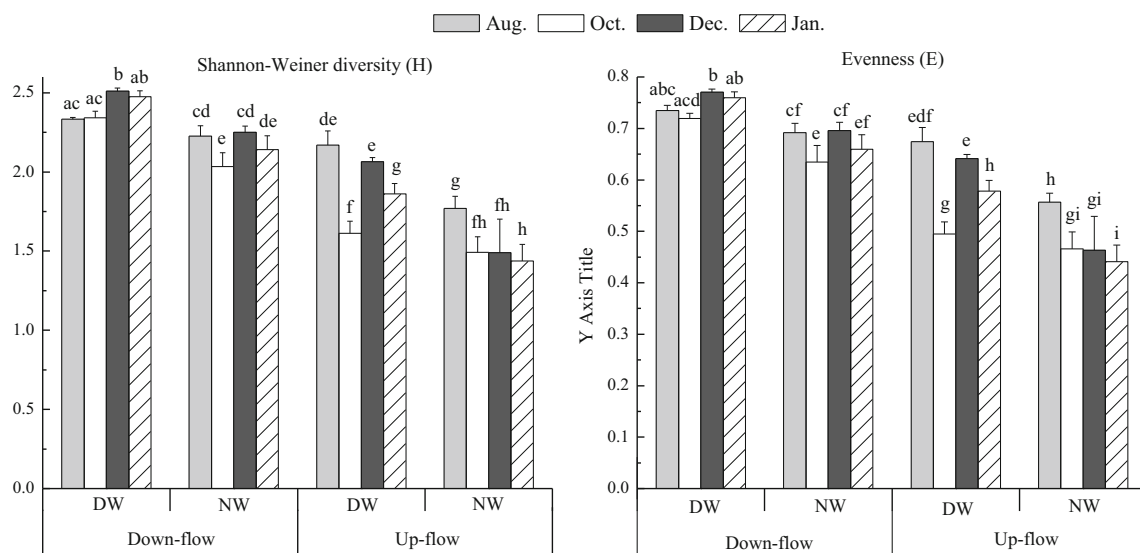 Aug. Oct. Dec. Jan.
Shannon-Weiner diversity (H)
2.5
2.0
1.5
1.0
0.5
0.0
ac ac b ab
cd e cd de
de f e g
g fh fh h
DW NW DW NW
Down-flow Up-flow
Evenness (E)
Y Axis Title
0.8
0.7
0.6
0.5
0.4
0.3
0.2
0.1
0.0
abc acd b ab
cf e cf ef
edf g e h
h gi gi i
DW NW DW NW
Down-flow Up-flow